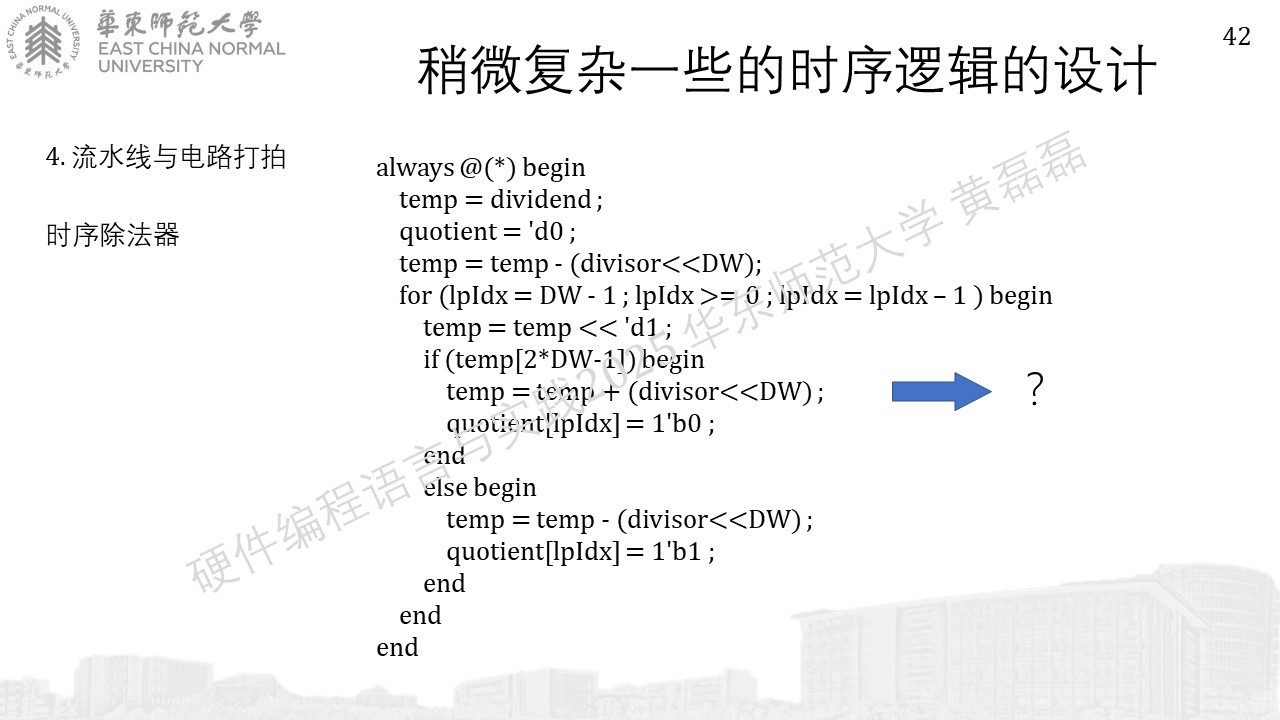 華東師範大學
EAST CHINA NORMAL
UNIVERSITY
EAST CHINA NORMAL UNIVERSITY
華東师范大学
42
稍微复杂一些的时序逻辑的设计
4. 流水线与电路打拍
时序除法器
always @(*) begin
temp = dividend ;
quotient = 'd0 ;
temp = temp - (divisor<<DW);
for (lpIdx = DW - 1 ; lpIdx >= 0 ; lpIdx = lpIdx – 1 ) begin
temp = temp << 'd1 ;
if (temp[2*DW-1]) begin
temp = temp + (divisor<<DW) ;
quotient[lpIdx] = 1'b0 ;
end
else begin
temp = temp - (divisor<<DW) ;
quotient[lpIdx] = 1'b1 ;
end
end
end
?
硬件编程语言与实践2025 华东师范大学 黄磊磊